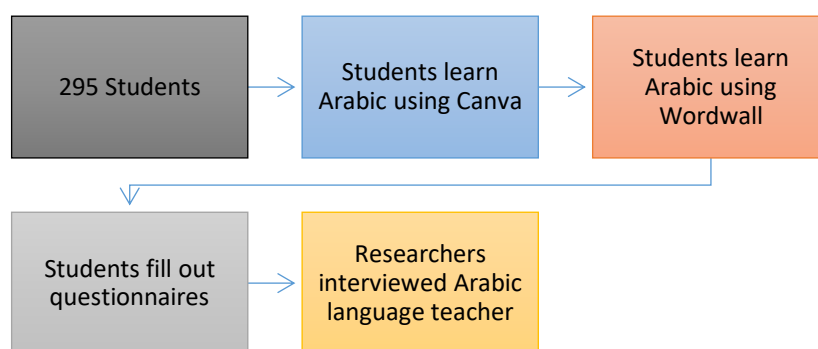 295 Students
Students learn
Arabic using Canva
Students learn
Arabic using
Wordwall
Students fill out
questionnaires
Researchers
interviewed Arabic
language teacher